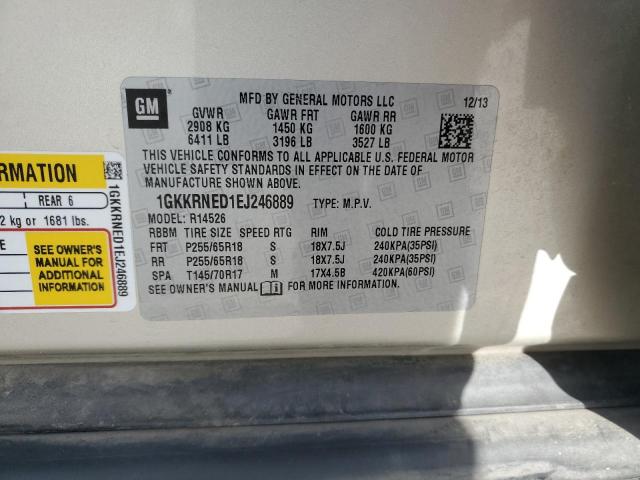 GM
MFD BY GENERAL MOTORS LLC 12/13
GVWR GAWR FRT GAWR RR
2908 KG 1450 KG 1600 KG
6411 LB 3196 LB 3527 LB
THIS VEHICLE CONFORMS TO ALL APPLICABLE U.S. FEDERAL MOTOR
VEHICLE SAFETY STANDARDS IN EFFECT ON THE DATE OF
MANUFACTURE SHOWN ABOVE.
1GKKRNED1EJ246889 TYPE: M.P.V.
MODEL: R14526
RBBM TIRE SIZE SPEED RTG RIM COLD TIRE PRESSURE
FRT P255/65R18 S 18X7.5J 240KPA(35PSI)
RR P255/65R18 S 18X7.5J 240KPA(35PSI)
SPA T145/70R17 M 17X4.5B 420KPA(60PSI)
SEE OWNER'S MANUAL FOR MORE INFORMATION.
REAR 6
kg or 1681 lbs.
SEE OWNER'S
MANUAL FOR
ADDITIONAL
INFORMATION
1GKKRNED1EJ246889